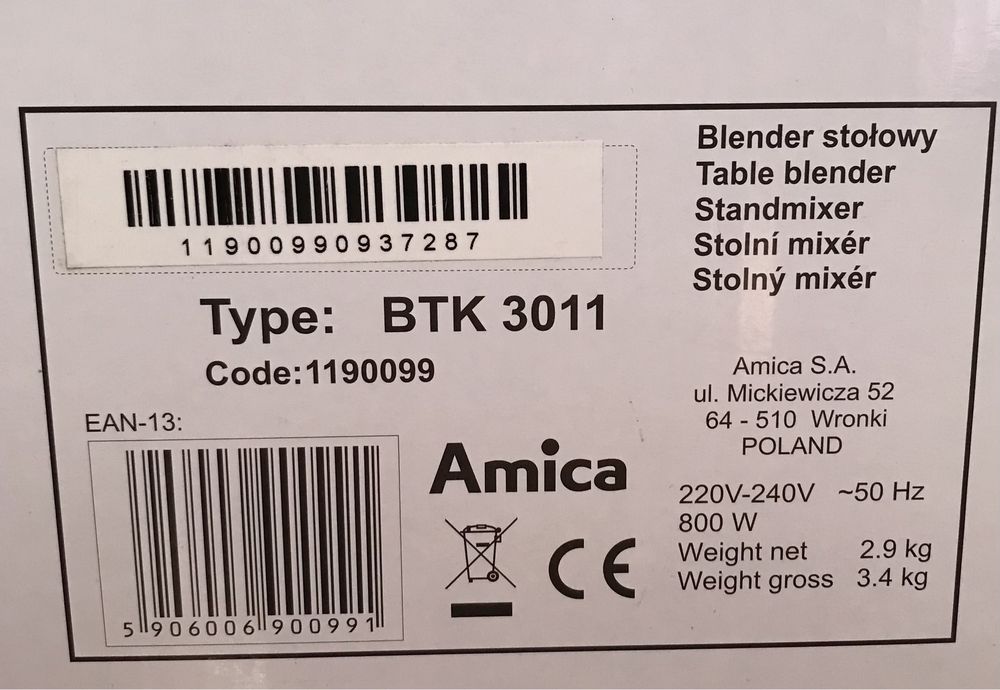 11900990937287
Type: BTK 3011
Code:1190099
EAN-13:
5 906006 900991
Amica
CE
Blender stołowy
Table blender
Standmixer
Stolní mixér
Stolný mixér
Amica S.A.
ul. Mickiewicza 52
64 - 510 Wronki
POLAND
220V-240V ~50 Hz
800 W
Weight net 2.9 kg
Weight gross 3.4 kg